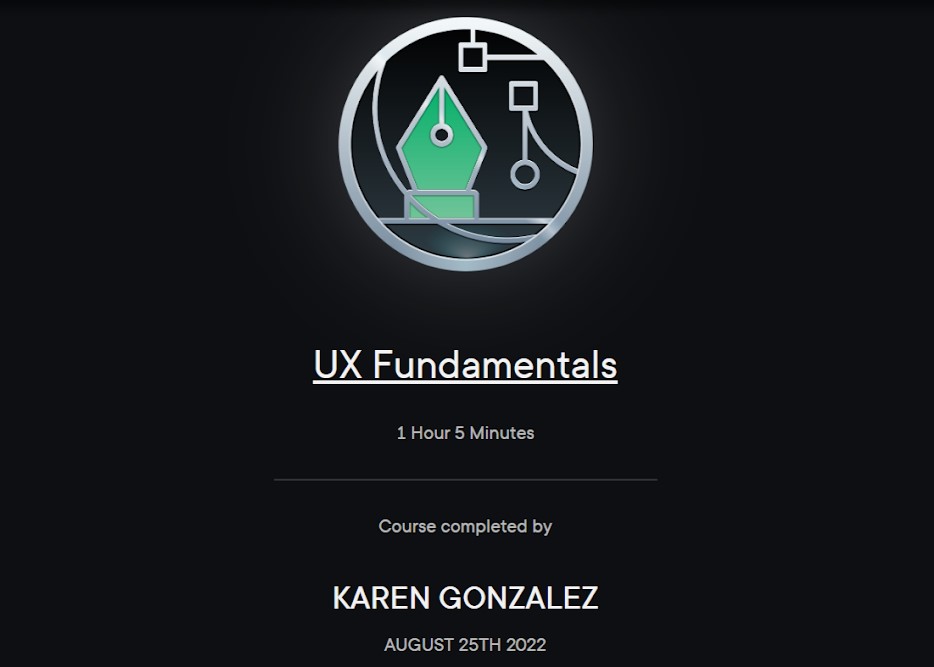 UX Fundamentals
1 Hour 5 Minutes
Course completed by
KAREN GONZALEZ
AUGUST 25TH 2022